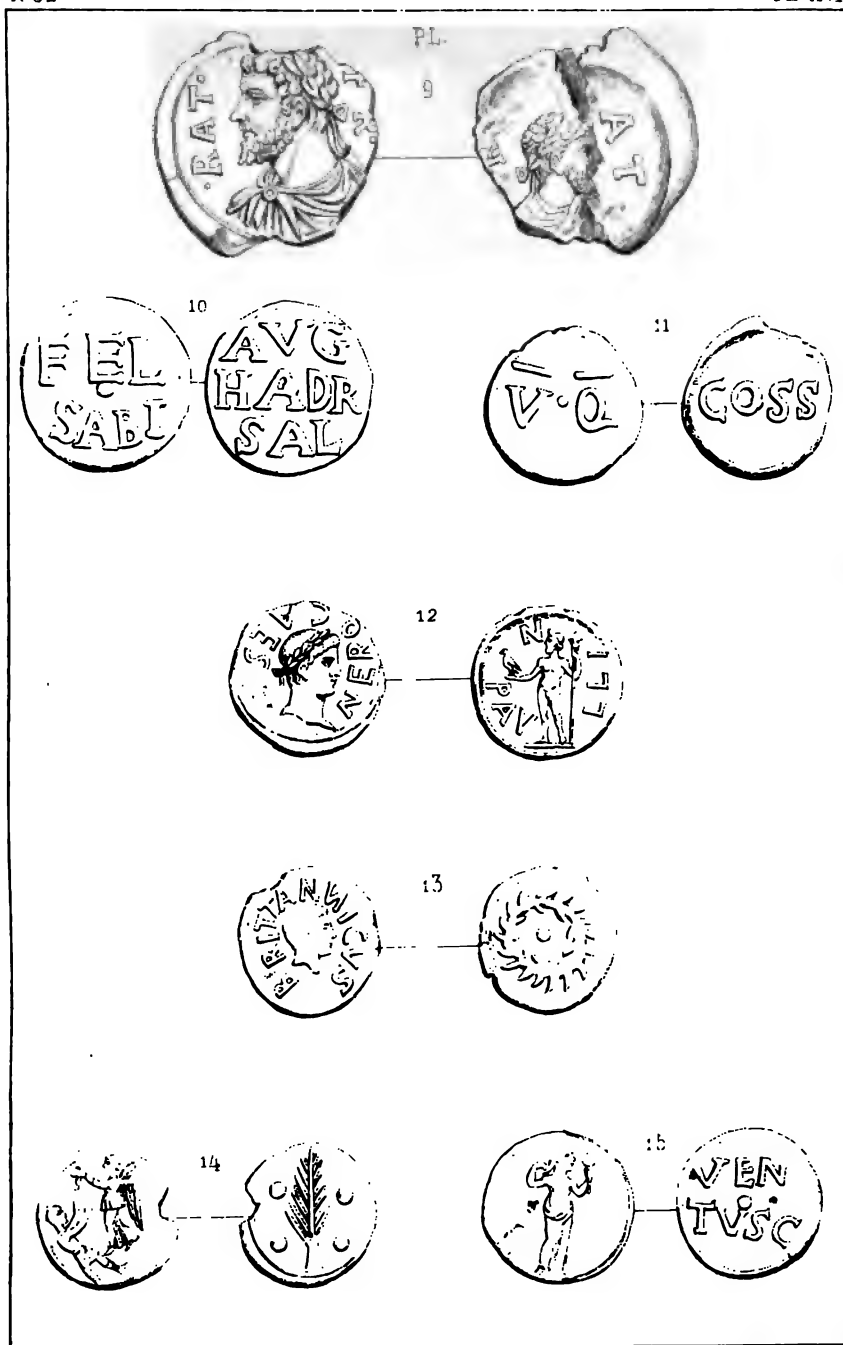 PL.
9
·RAT·
AT
10
FEL
SABI
AVG
HADR
SAL
11
V·Q
COSS
12
NERO
CAES
13
BRITANNICVS
14
15
VEN
TVSC